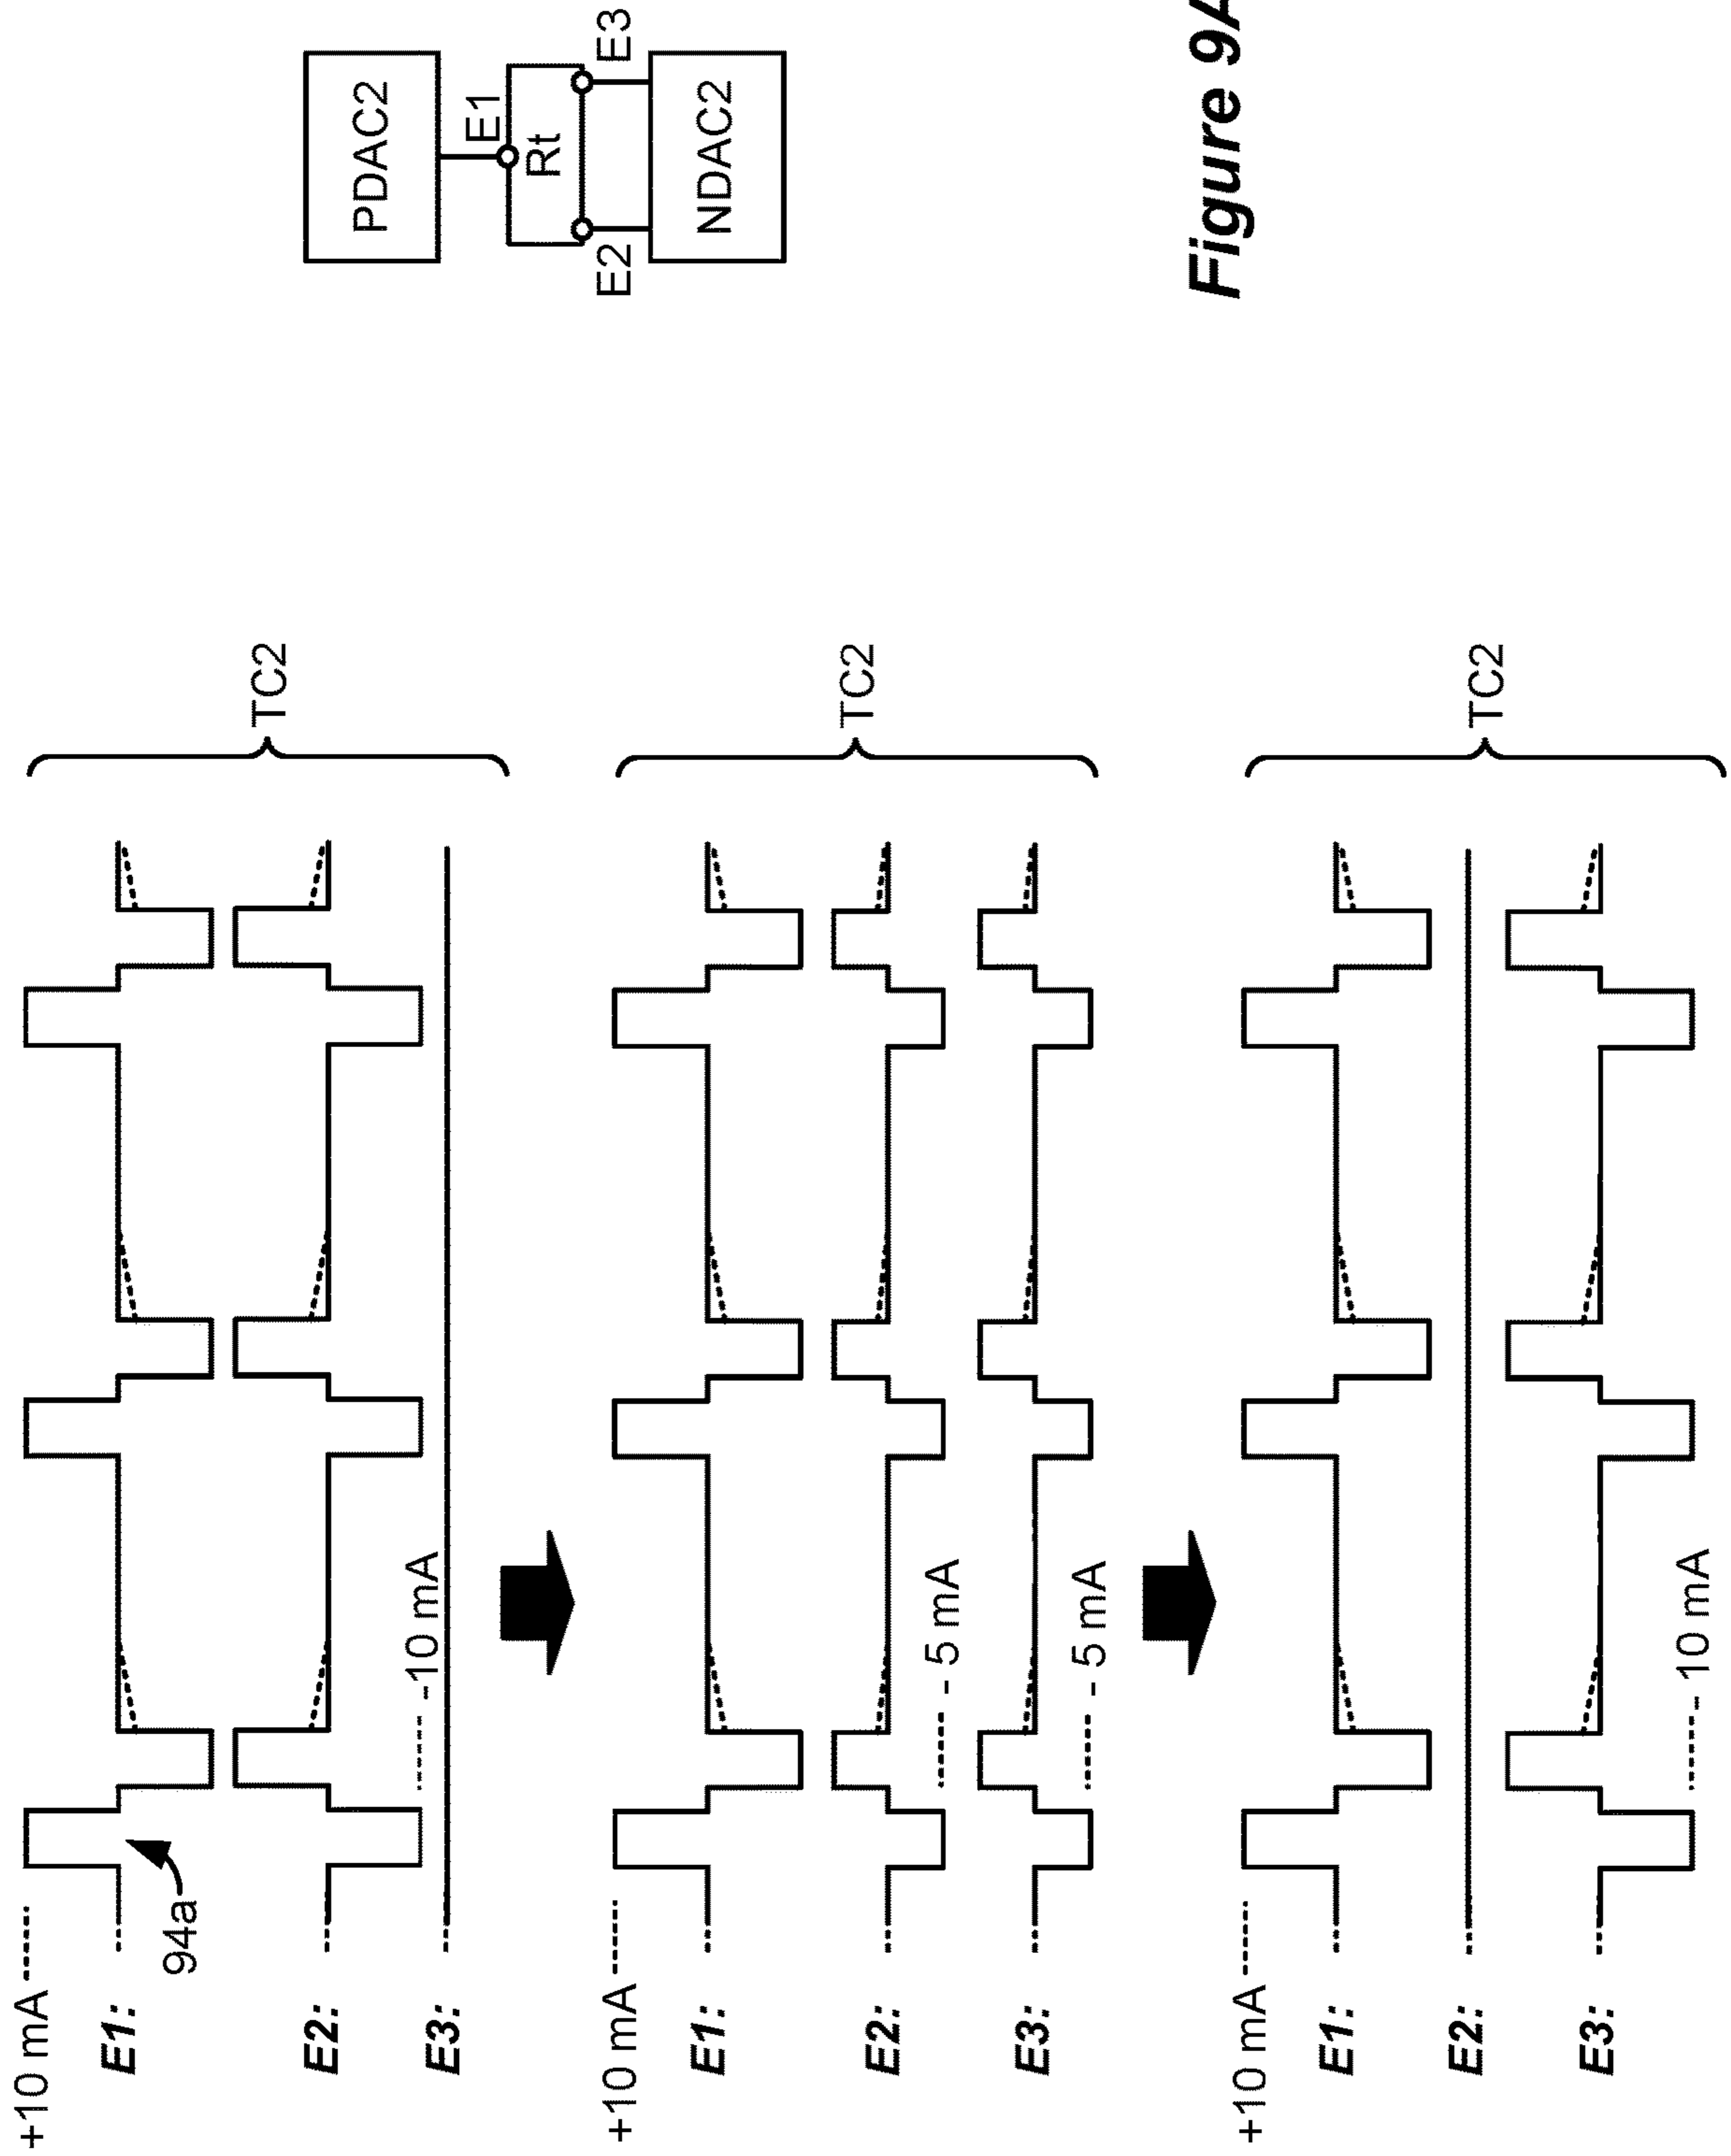 +10 mA
E1:
94a
E2:
-10 mA
E3:
TC2
+10 mA
E1:
E2:
- 5 mA
E3:
- 5 mA
TC2
+10 mA
E1:
E2:
E3:
- 10 mA
TC2
PDAC2
E1
Rt
E2
E3
NDAC2
Figure 9A